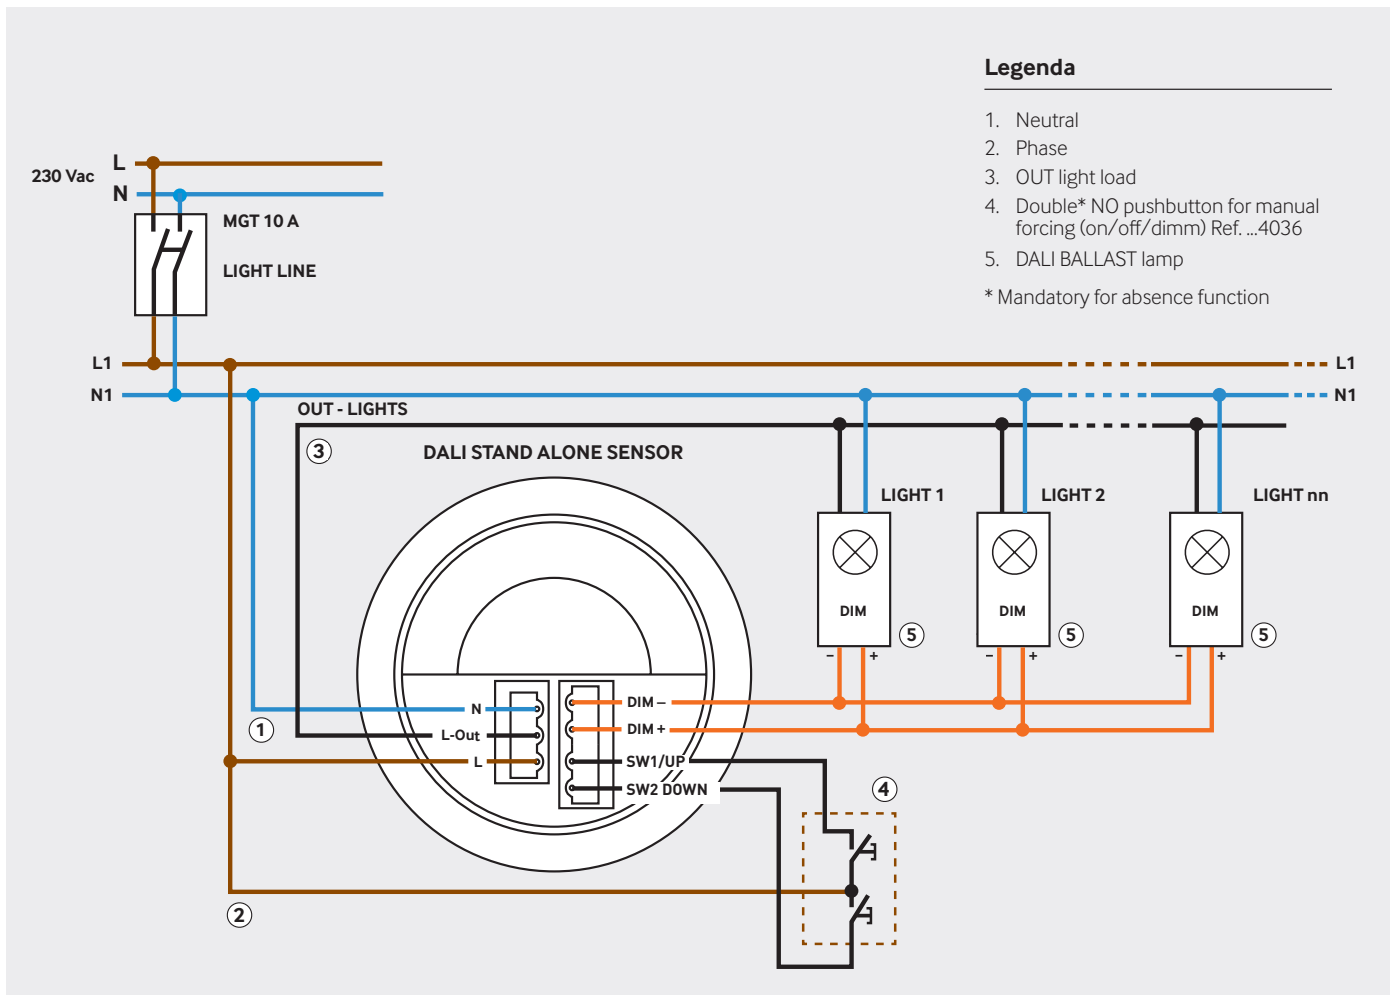 Legenda
1. Neutral
2. Phase
3. OUT light load
4. Double* NO pushbutton for manual
forcing (on/off/dimm) Ref. ...4036
5. DALI BALLAST lamp
* Mandatory for absence function
L
230 Vac
N
MGT 10 A
LIGHT LINE
L1
L1
N1
N1
OUT - LIGHTS
3
DALI STAND ALONE SENSOR
LIGHT 1
LIGHT 2
LIGHT nn
DIM
DIM
DIM
5
5
5
– +
– +
– +
N
L-Out
L
DIM –
DIM +
SW1/UP
SW2 DOWN
1
4
2